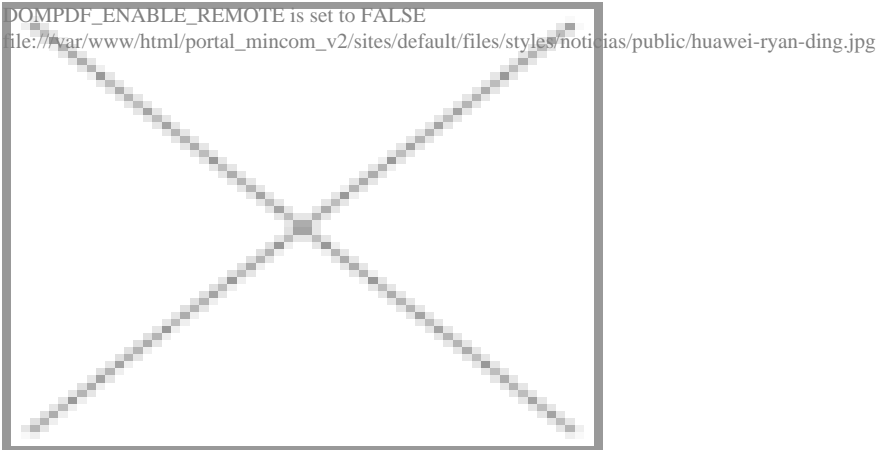 DOMPDF_ENABLE_REMOTE is set to FALSE
file:///var/www/html/portal_mincom_v2/sites/default/files/styles/noticias/public/huawei-ryan-ding.jpg